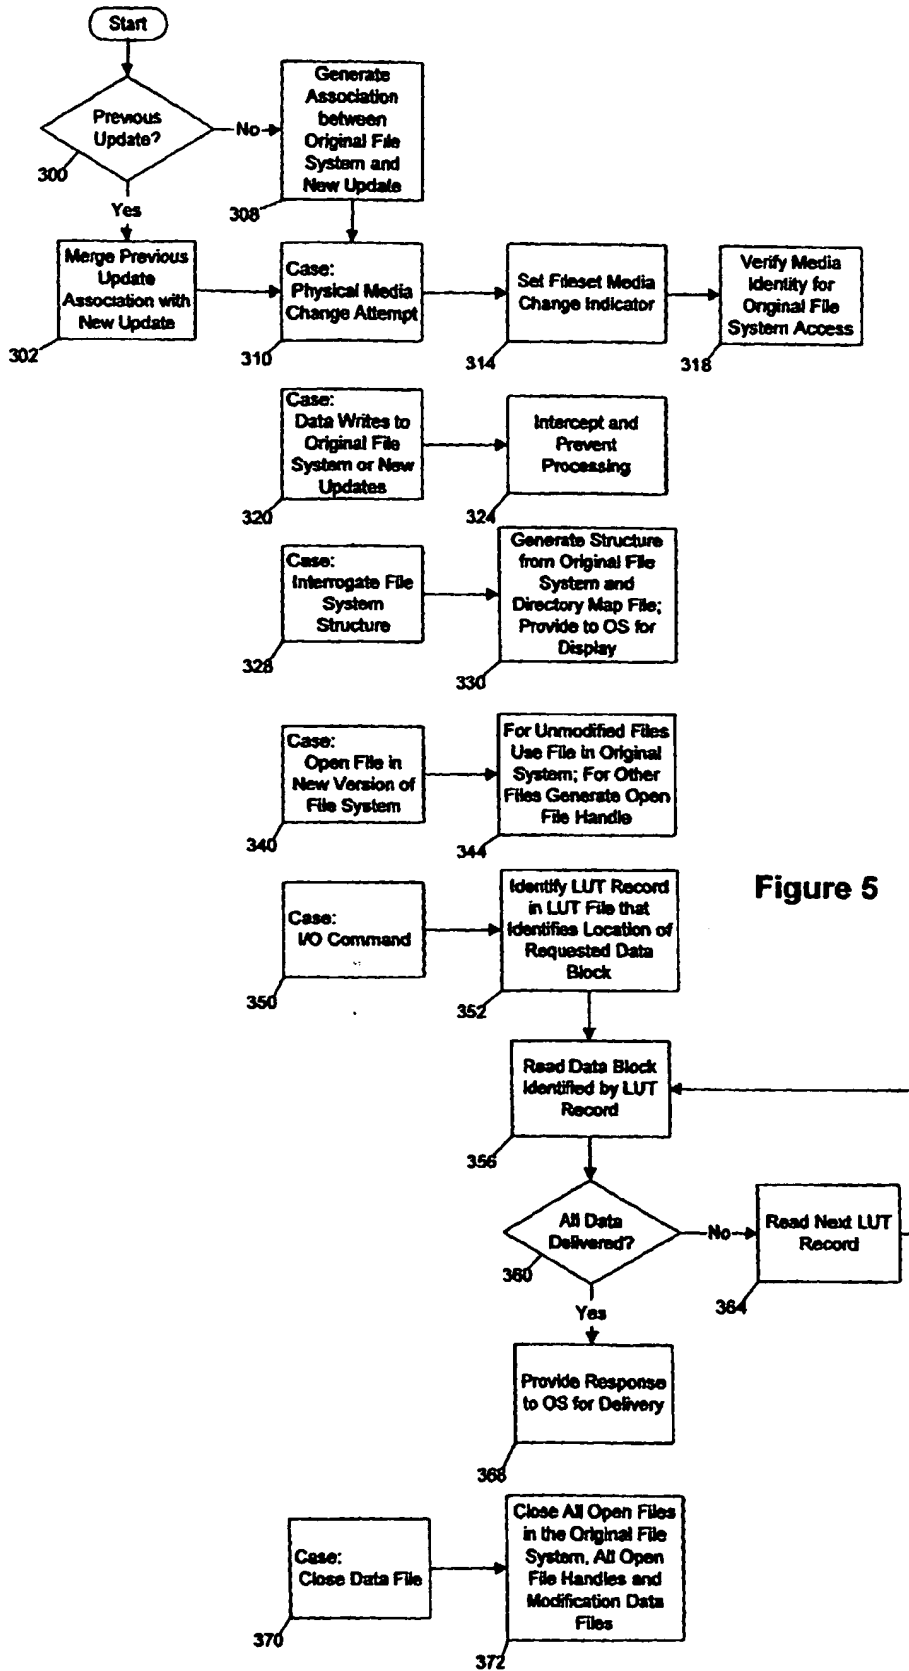 Start
Previous
Update?
300
No
Yes
Generate
Association
between
Original File
System and
New Update
308
Merge Previous
Update
Association with
New Update
302
Case:
Physical Media
Change Attempt
310
Set Fileset Media
Change Indicator
314
Verify Media
Identity for
Original File
System Access
318
Case:
Data Writes to
Original File
System or New
Updates
320
Intercept and
Prevent
Processing
324
Case:
Interrogate File
System
Structure
328
Generate Structure
from Original File
System and
Directory Map File;
Provide to OS for
Display
330
Case:
Open File in
New Version of
File System
340
For Unmodified Files
Use File in Original
System; For Other
Files Generate Open
File Handle
344
Figure 5
Case:
I/O Command
350
Identify LUT Record
in LUT File that
Identifies Location of
Requested Data
Block
352
Read Data Block
Identified by LUT
Record
356
All Data
Delivered?
360
No
Read Next LUT
Record
364
Yes
Provide Response
to OS for Delivery
368
Case:
Close Data File
370
Close All Open Files
in the Original File
System, All Open
File Handles and
Modification Data
Files
372